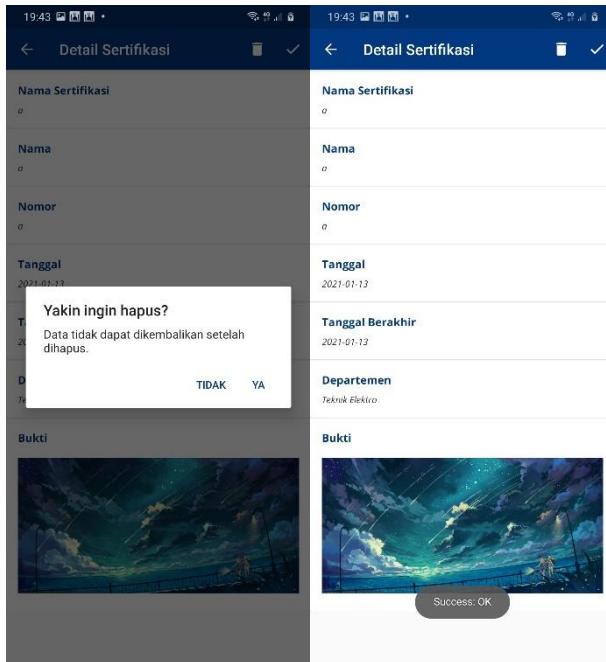 19:43
Detail Sertifikasi
Nama Sertifikasi
a
Nama
a
Nomor
a
Tanggal
2021-01-13
Yakin ingin hapus?
Data tidak dapat dikembalikan setelah
dihapus.
TIDAK YA
Bukti
19:43
Detail Sertifikasi
Nama Sertifikasi
a
Nama
a
Nomor
a
Tanggal
2021-01-13
Tanggal Berakhir
2021-01-13
Departemen
Teknik Elektro
Bukti
Success: OK